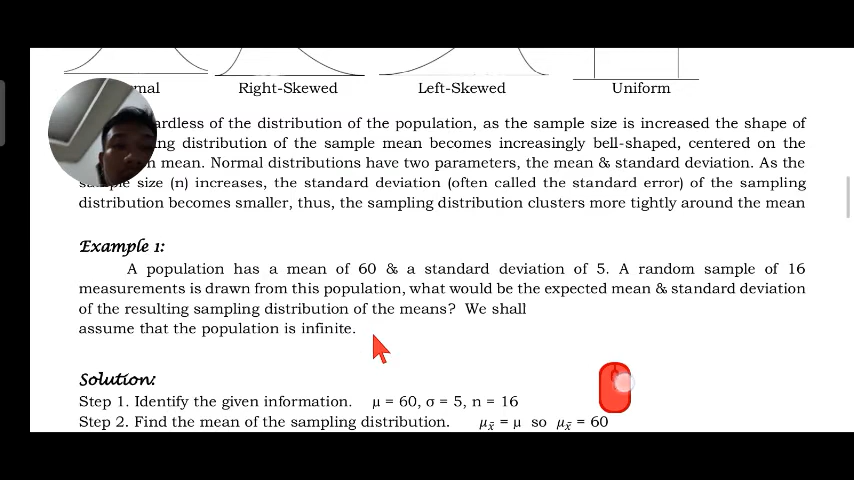 mal Right-Skewed Left-Skewed Uniform
ardless of the distribution of the population, as the sample size is increased the shape of
distribution of the sample mean becomes increasingly bell-shaped, centered on the
mean. Normal distributions have two parameters, the mean & standard deviation. As the
size (n) increases, the standard deviation (often called the standard error) of the sampling
distribution becomes smaller, thus, the sampling distribution clusters more tightly around the mean
Example 1:
A population has a mean of 60 & a standard deviation of 5. A random sample of 16
measurements is drawn from this population, what would be the expected mean & standard deviation
of the resulting sampling distribution of the means? We shall
assume that the population is infinite.
Solution:
Step 1. Identify the given information. μ = 60, σ = 5, n = 16
Step 2. Find the mean of the sampling distribution. μx̄ = μ so μx̄ = 60